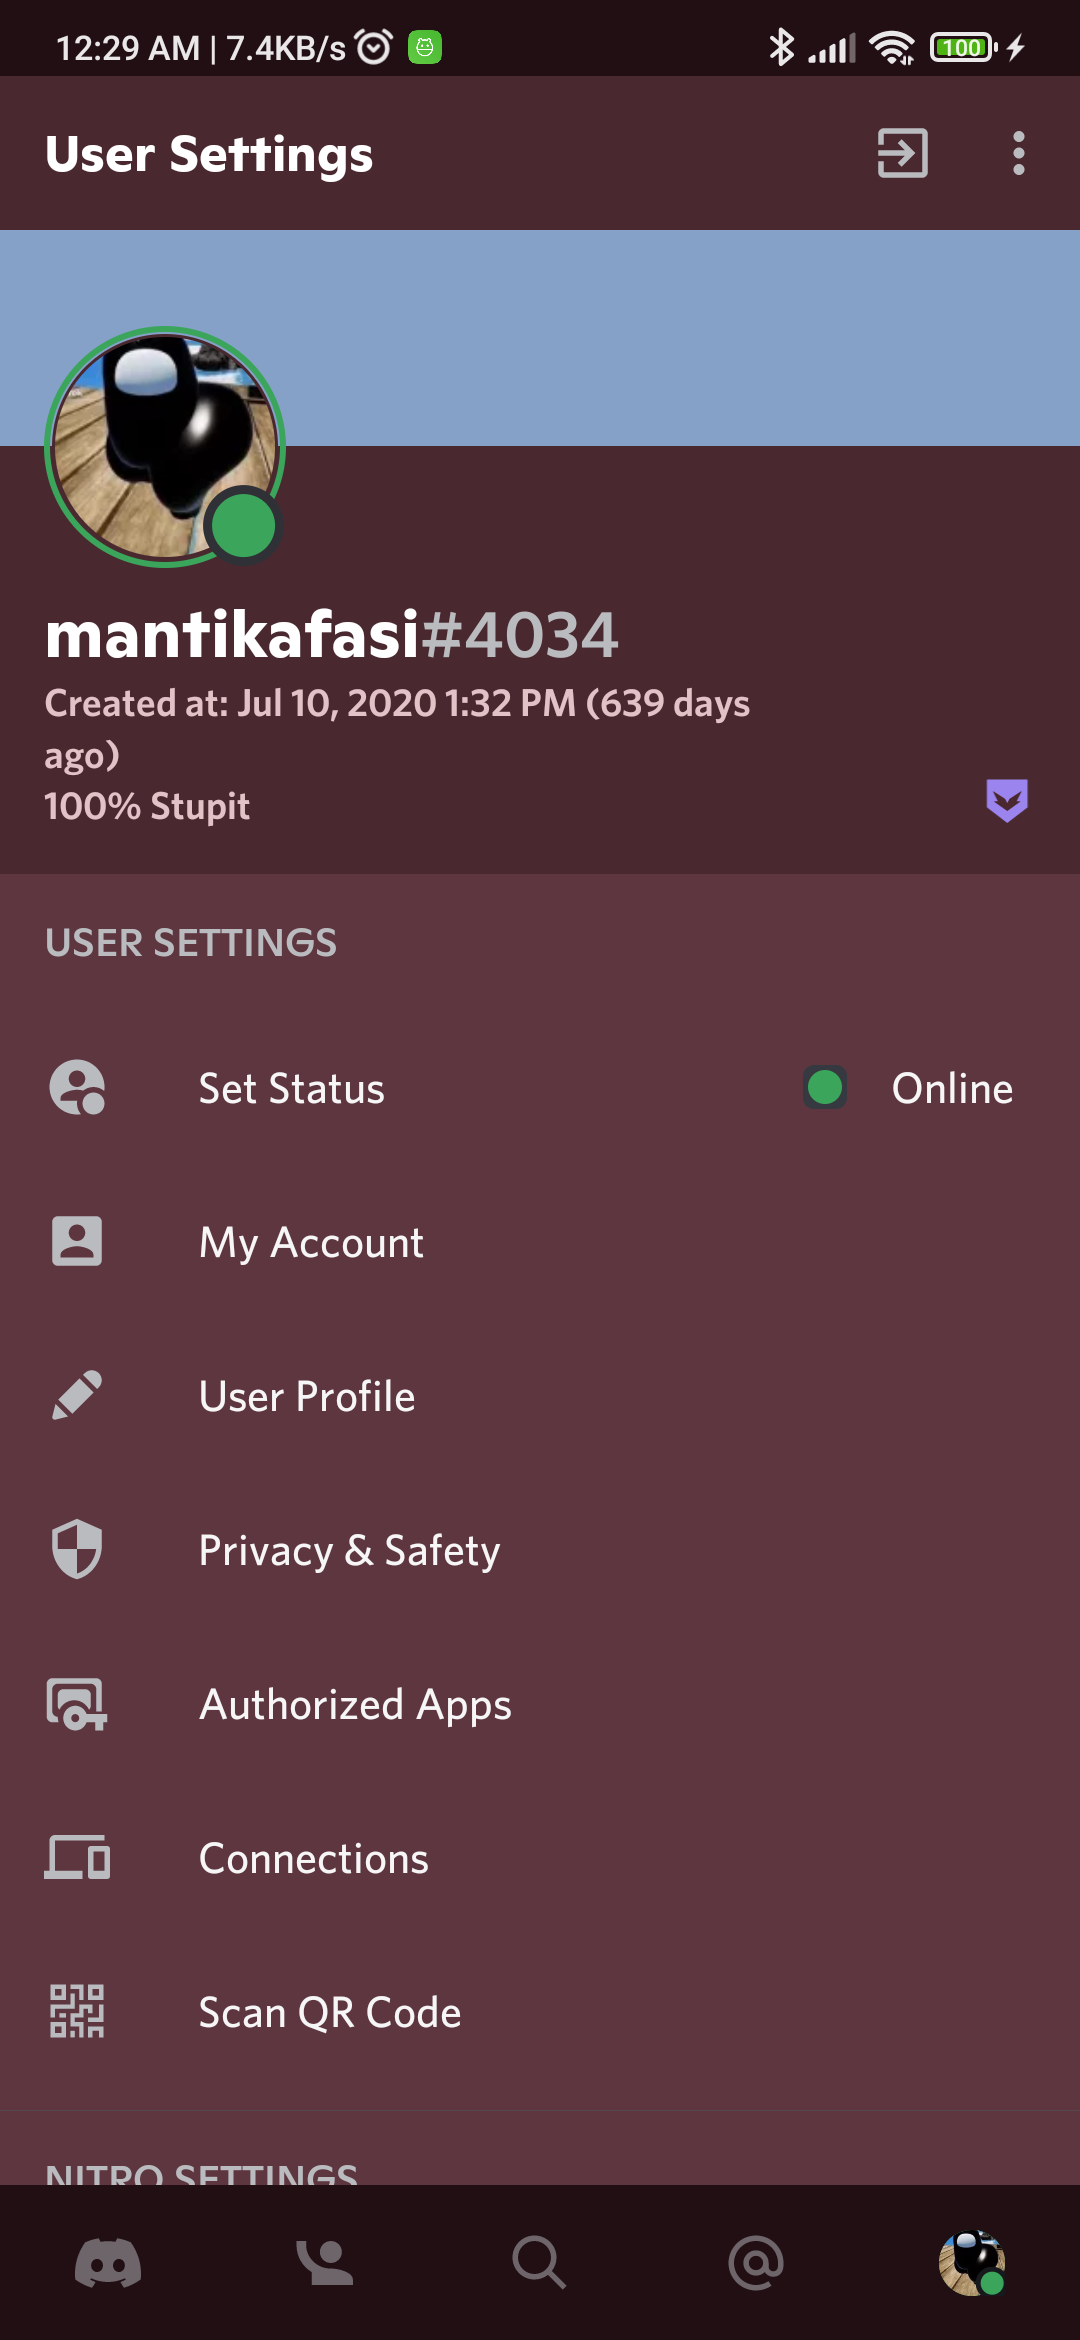 12:29 AM | 7.4KB/s
100
User Settings
mantikafasi#4034
Created at: Jul 10, 2020 1:32 PM (639 days
ago)
100% Stupit
USER SETTINGS
Set Status
Online
My Account
User Profile
Privacy & Safety
Authorized Apps
Connections
Scan QR Code
NITRO SETTINGS